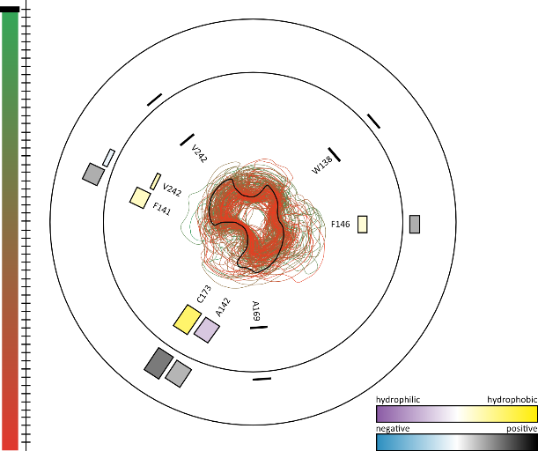 V242
W138
V242
F141
F146
C173
A142
A169
hydrophilic hydrophobic
negative positive